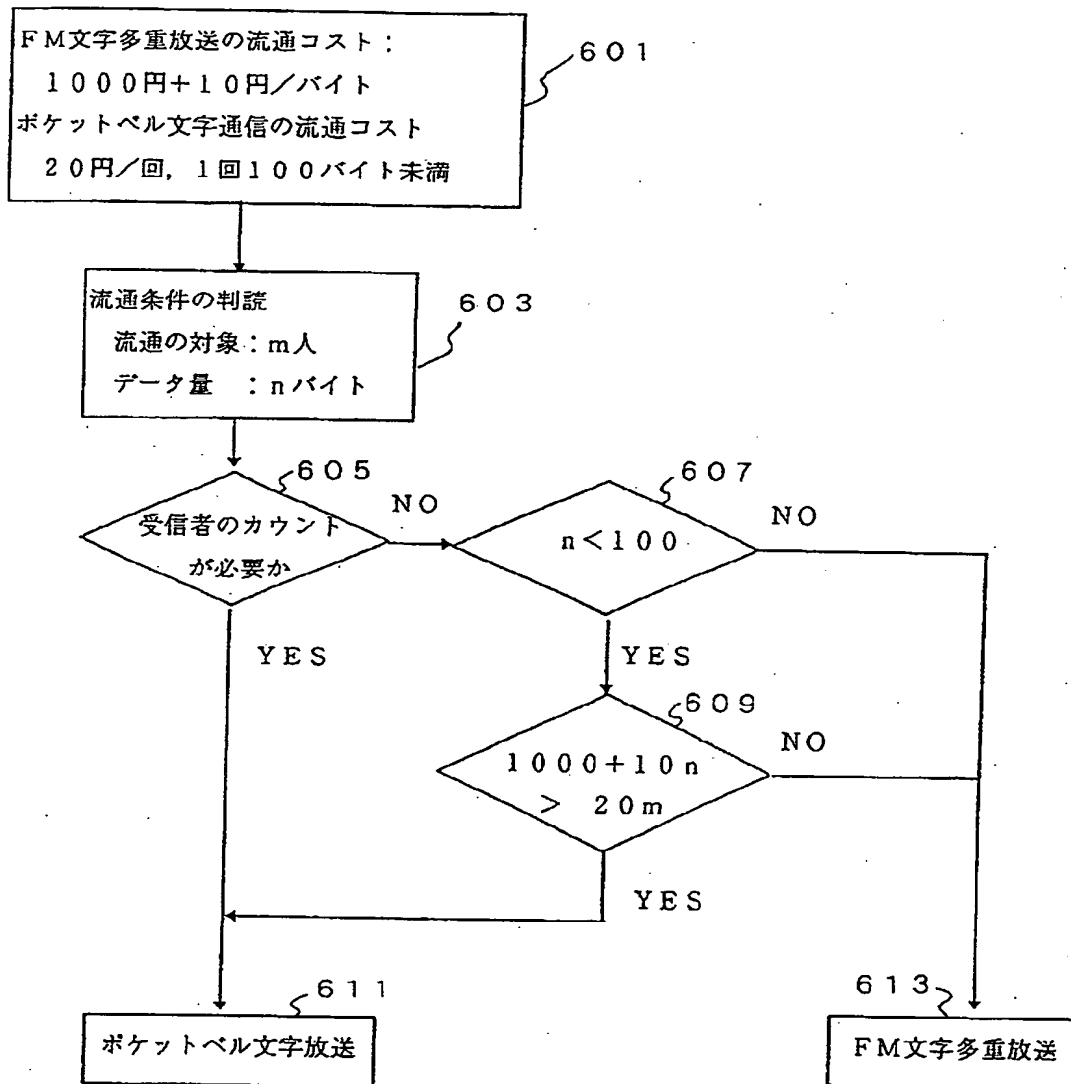 FM文字多重放送の流通コスト:
1000円+10円/バイト
ポケットベル文字通信の流通コスト
20円/回,1回100バイト未満
601
流通条件の判読
流通の対象:m人
データ量 :nバイト
603
605
受信者のカウント
が必要か
NO
YES
607
n<100
NO
YES
609
1000+10n
> 20m
NO
YES
611
ポケットベル文字放送
613
FM文字多重放送